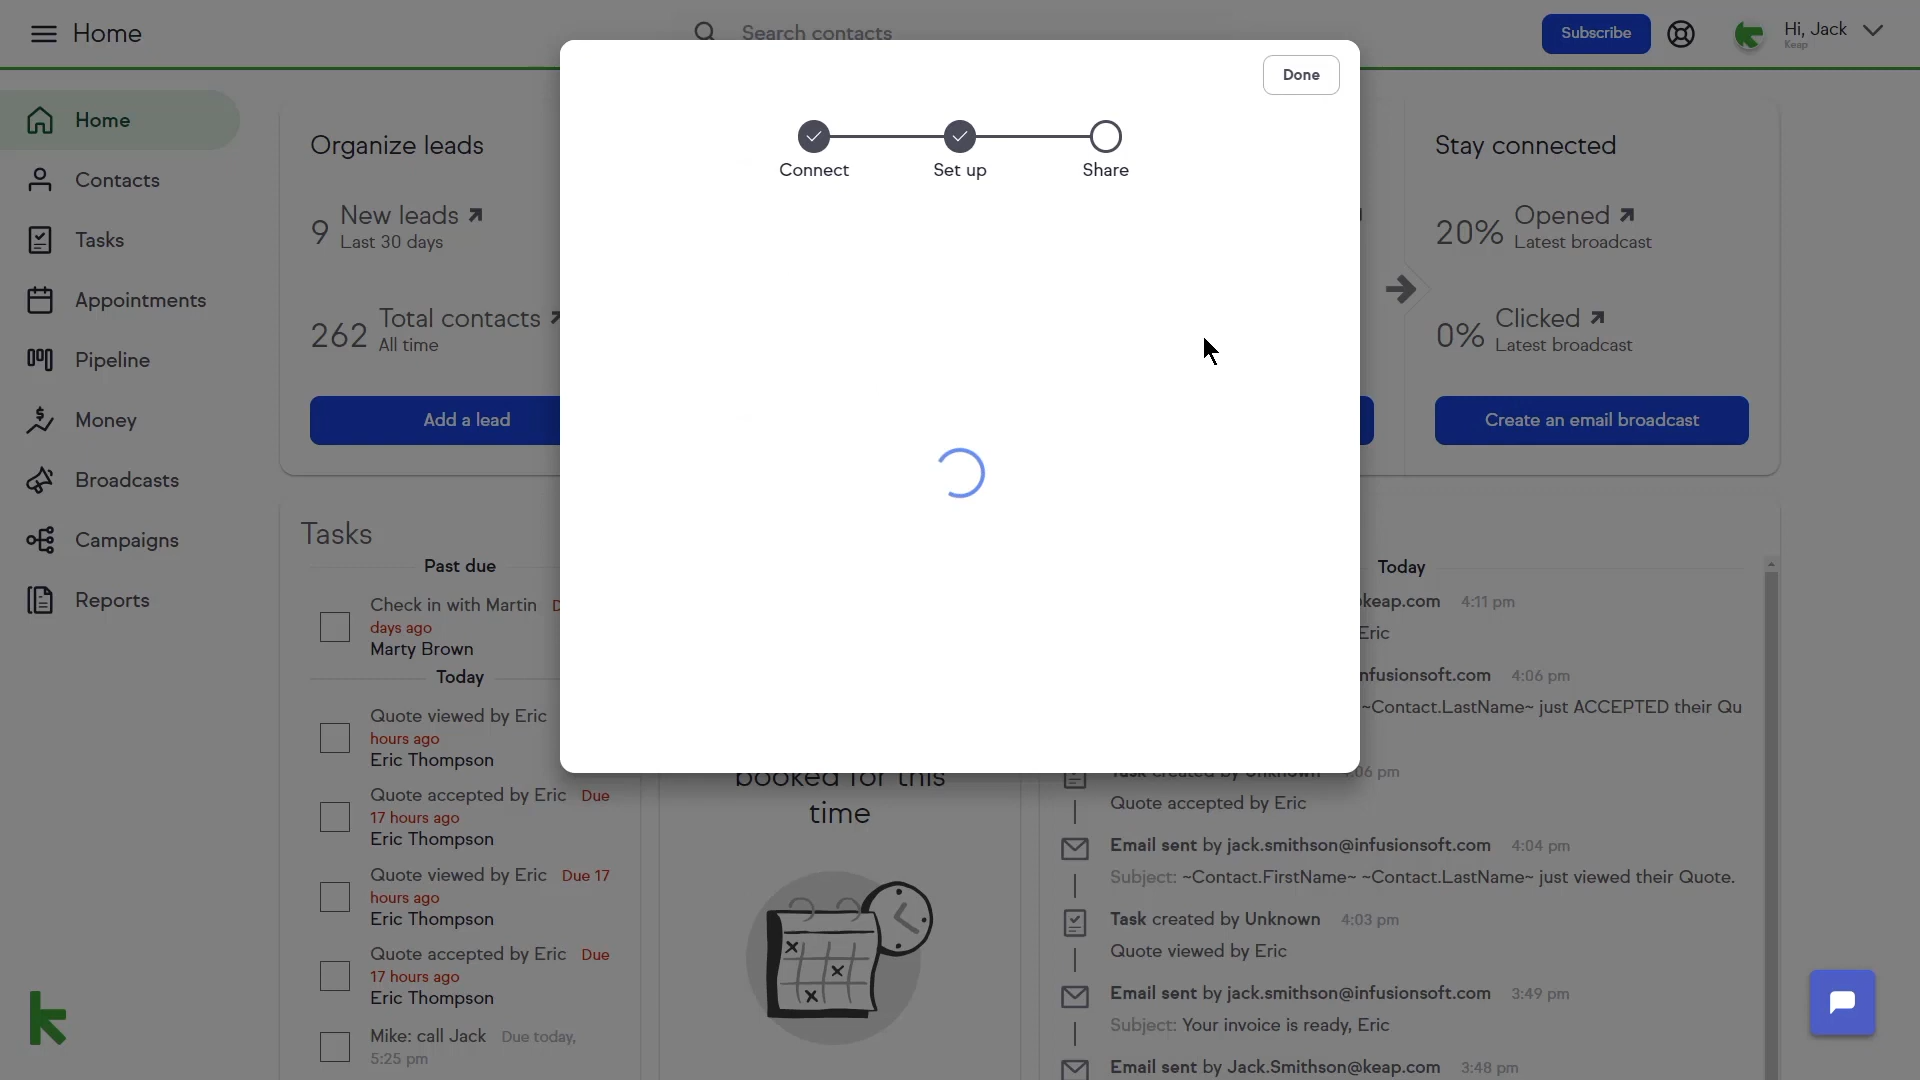 Home
Search contacts
Subscribe
Hi, Jack
Keap
Home
Contacts
Tasks
Appointments
Pipeline
Money
Broadcasts
Campaigns
Reports
Organize leads
9 New leads
Last 30 days
262 Total contacts
All time
Add a lead
Done
Connect
Set up
Share
Stay connected
20% Opened
Latest broadcast
0% Clicked
Latest broadcast
Create an email broadcast
Tasks
Past due
Check in with Martin D
days ago
Marty Brown
Today
Quote viewed by Eric
hours ago
Eric Thompson
Quote accepted by Eric Due
17 hours ago
Eric Thompson
Quote viewed by Eric Due 17
hours ago
Eric Thompson
Quote accepted by Eric Due
17 hours ago
Eric Thompson
Mike: call Jack Due today,
5:25 pm
booked for this
time
Today
keap.com 4:11 pm
Eric
nfusionsoft.com 4:06 pm
~Contact.LastName~ just ACCEPTED their Qu
Task created by Unknown :06 pm
Quote accepted by Eric
Email sent by jack.smithson@infusionsoft.com 4:04 pm
Subject: ~Contact.FirstName~ ~Contact.LastName~ just viewed their Quote.
Task created by Unknown 4:03 pm
Quote viewed by Eric
Email sent by jack.smithson@infusionsoft.com 3:49 pm
Subject: Your invoice is ready, Eric
Email sent by Jack.Smithson@keap.com 3:48 pm